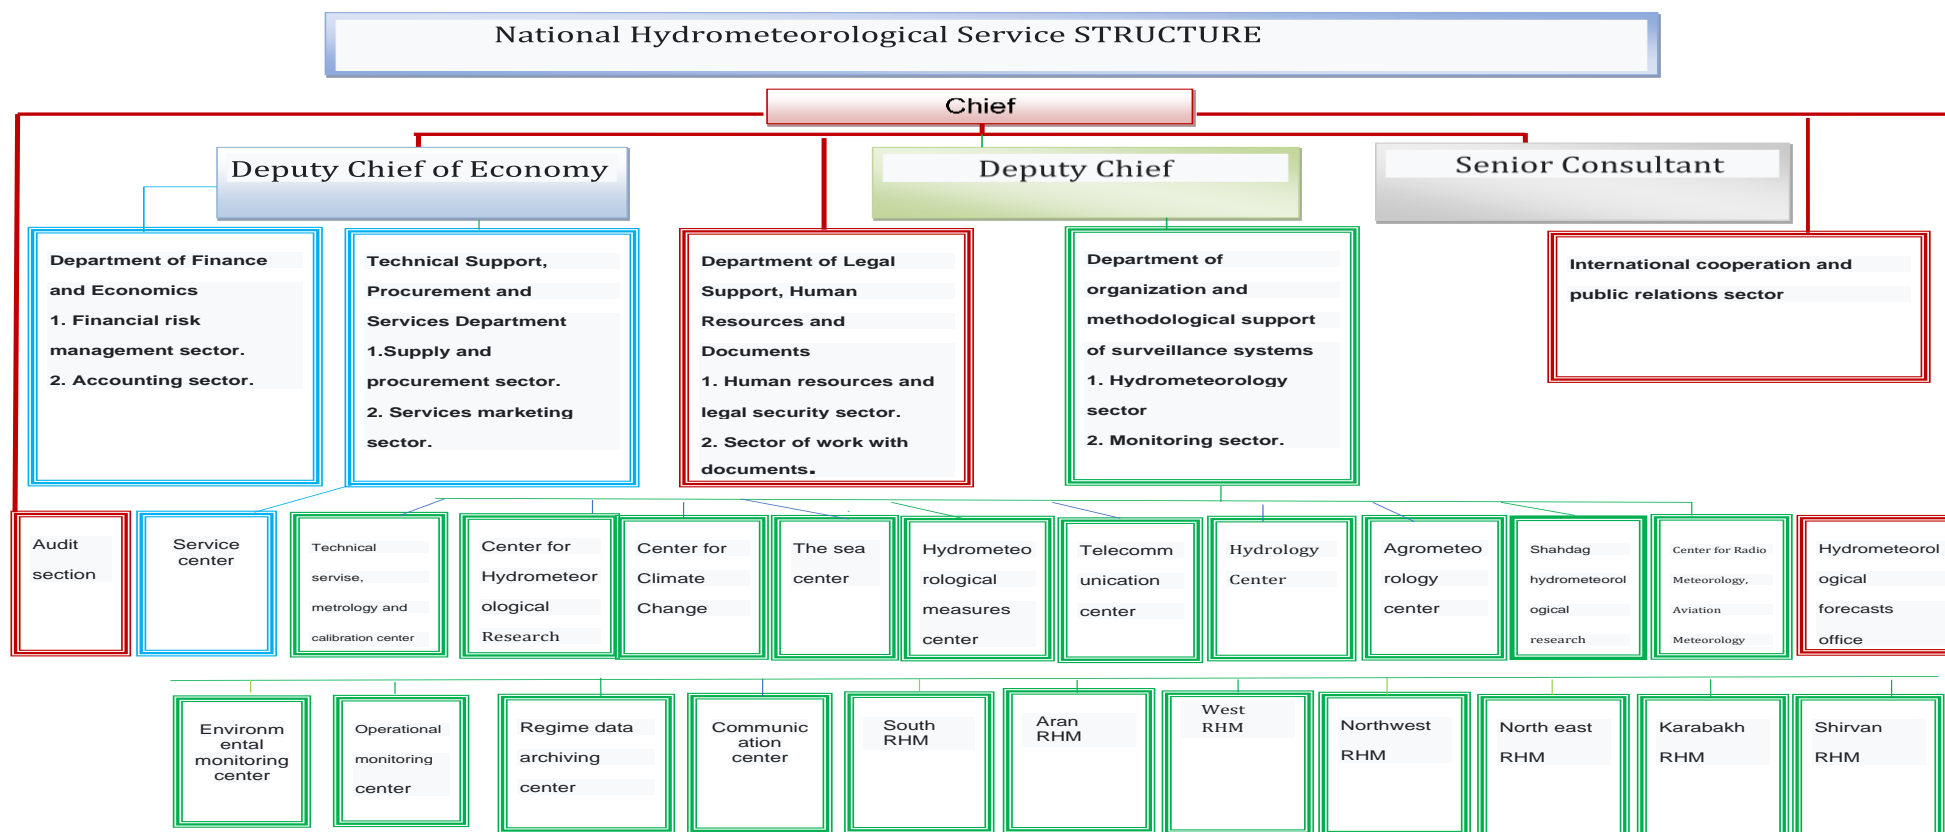 National Hydrometeorological Service STRUCTURE
Chief
Deputy Chief of Economy
Deputy Chief
Senior Consultant
Department of Finance
and Economics
1. Financial risk
management sector.
2. Accounting sector.
Technical Support,
Procurement and
Services Department
1.Supply and
procurement sector.
2. Services marketing
sector.
Department of Legal
Support, Human
Resources and
Documents
1. Human resources and
legal security sector.
2. Sector of work with
documents.
Department of
organization and
methodological support
of surveillance systems
1. Hydrometeorology
sector
2. Monitoring sector.
International cooperation and
public relations sector
Audit
section
Service
center
Technical
servise,
metrology and
calibration center
Center for
Hydrometeor
ological
Research
Center for
Climate
Change
The sea
center
Hydrometeo
rological
measures
center
Telecomm
unication
center
Hydrology
Center
Agrometeo
rology
center
Shahdag
hydrometeorol
ogical
research
Center for Radio
Meteorology,
Aviation
Meteorology
Hydrometeorol
ogical
forecasts
office
Environm
ental
monitoring
center
Operational
monitoring
center
Regime data
archiving
center
Communic
ation
center
South
RHM
Aran
RHM
West
RHM
Northwest
RHM
North east
RHM
Karabakh
RHM
Shirvan
RHM